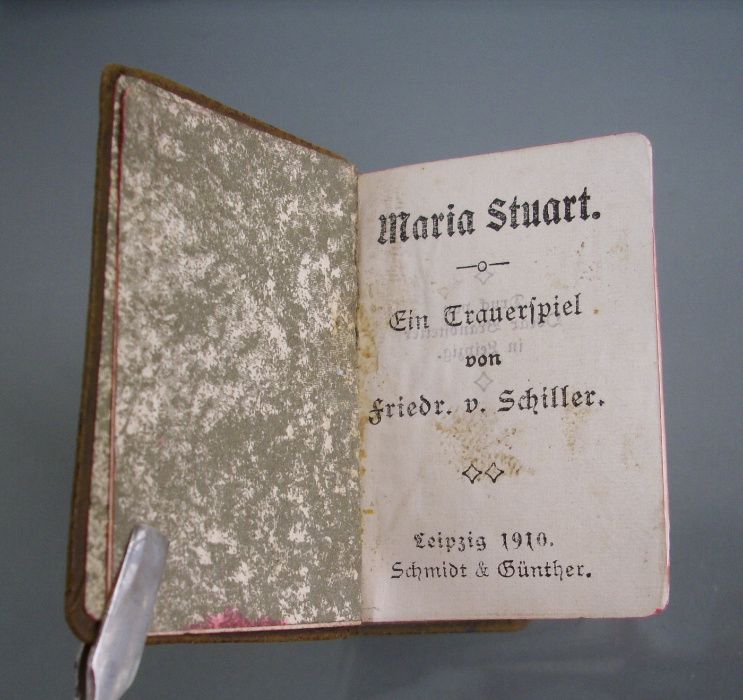 Maria Stuart.
Ein Trauerſpiel
von
Friedr. v. Schiller.
Leipzig 1910.
Schmidt & Günther.